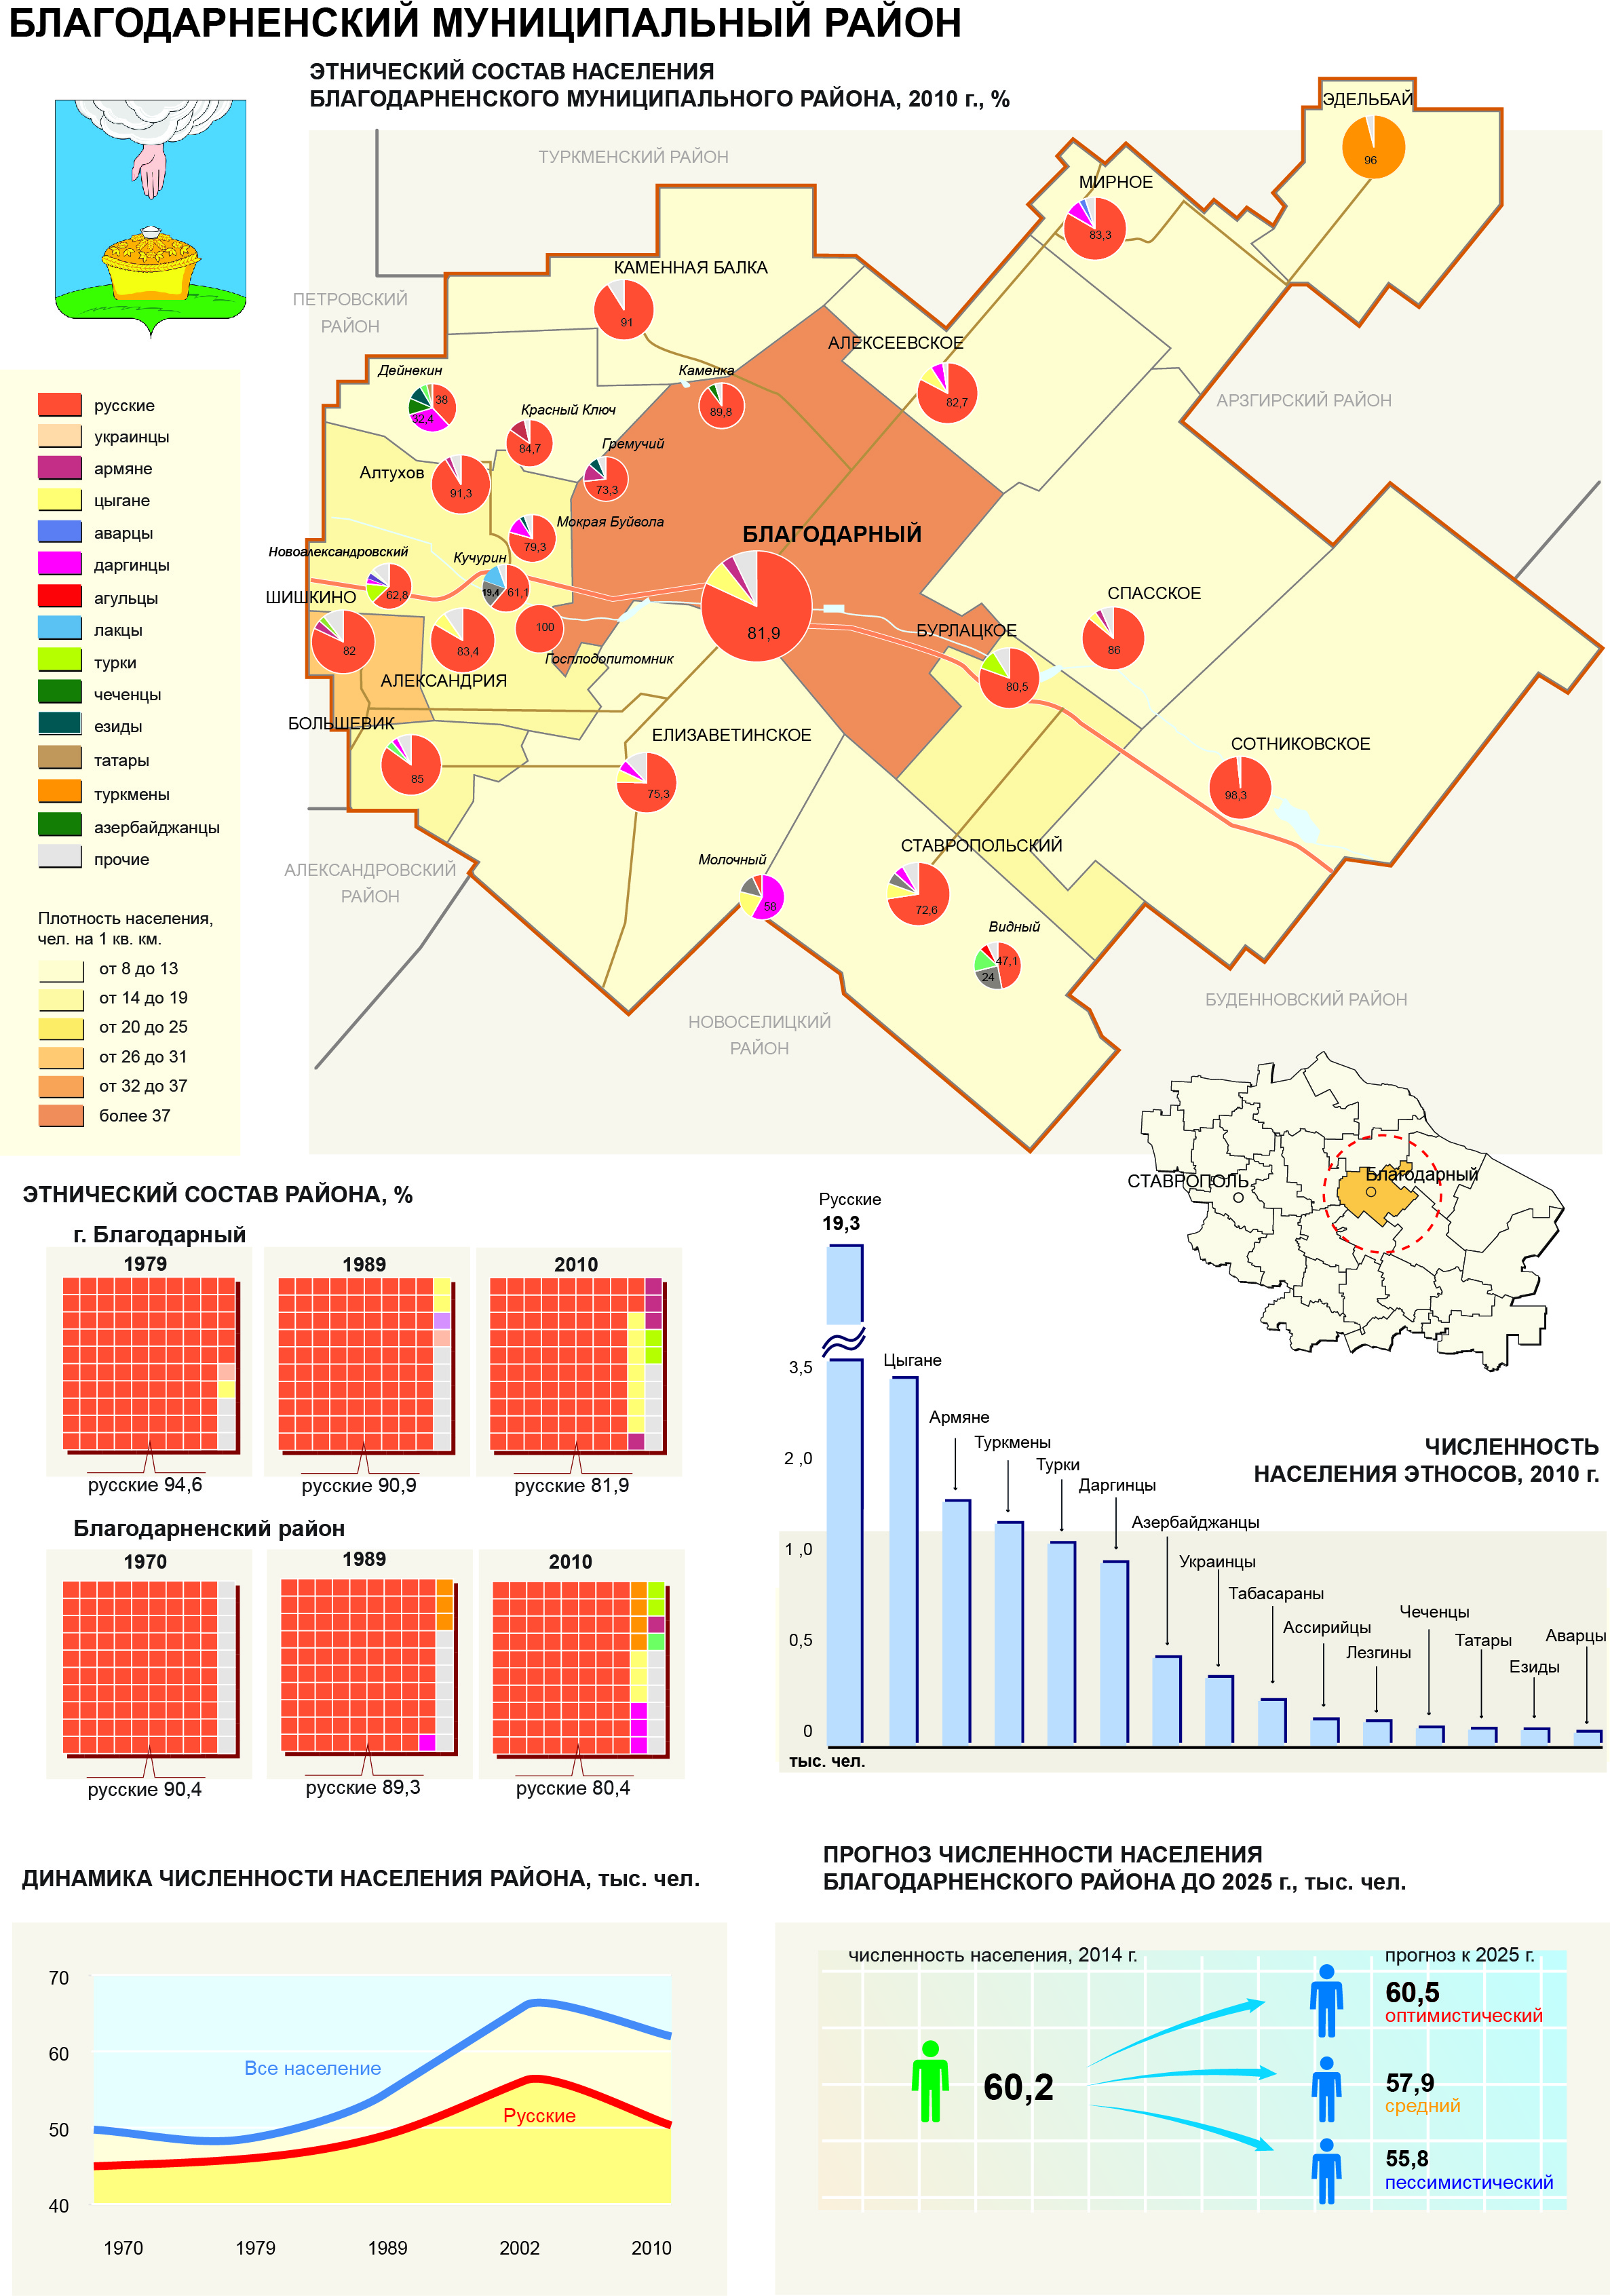 БЛАГОДАРНЕНСКИЙ МУНИЦИПАЛЬНЫЙ РАЙОН
ЭТНИЧЕСКИЙ СОСТАВ НАСЕЛЕНИЯ
БЛАГОДАРНЕНСКОГО МУНИЦИПАЛЬНОГО РАЙОНА, 2010 г., %
ЭДЕЛЬБАЙ
96
ТУРКМЕНСКИЙ РАЙОН
МИРНОЕ
83,3
КАМЕННАЯ БАЛКА
91
ПЕТРОВСКИЙ
РАЙОН
АЛЕКСЕЕВСКОЕ
82,7
Дейнекин
38
32,4
Каменка
89,8
АРЗГИРСКИЙ РАЙОН
Красный Ключ
84,7
Гремучий
73,3
Алтухов
91,3
Мокрая Буйвола
79,3
БЛАГОДАРНЫЙ
81,9
Новоалександровский
62,8
Кучурин
61,1
19,4
ШИШКИНО
82
83,4
АЛЕКСАНДРИЯ
100
Госплодопитомник
СПАССКОЕ
86
БУРЛАЦКОЕ
80,5
БОЛЬШЕВИК
85
ЕЛИЗАВЕТИНСКОЕ
75,3
СОТНИКОВСКОЕ
98,3
СТАВРОПОЛЬСКИЙ
72,6
Молочный
58
Видный
47,1
24
АЛЕКСАНДРОВСКИЙ
РАЙОН
НОВОСЕЛИЦКИЙ
РАЙОН
БУДЕННОВСКИЙ РАЙОН
русские
украинцы
армяне
цыгане
аварцы
даргинцы
агульцы
лакцы
турки
чеченцы
езиды
татары
туркмены
азербайджанцы
прочие
Плотность населения,
чел. на 1 кв. км.
от 8 до 13
от 14 до 19
от 20 до 25
от 26 до 31
от 32 до 37
более 37
СТАВРОПОЛЬ
Благодарный
ЭТНИЧЕСКИЙ СОСТАВ РАЙОНА, %
г. Благодарный
1979
1989
2010
русские 94,6
русские 90,9
русские 81,9
Благодарненский район
1970
1989
2010
русские 90,4
русские 89,3
русские 80,4
ЧИСЛЕННОСТЬ
НАСЕЛЕНИЯ ЭТНОСОВ, 2010 г.
Русские
19,3
3,5
2 ,0
1 ,0
0,5
0
тыс. чел.
Цыгане
Армяне
Туркмены
Турки
Даргинцы
Азербайджанцы
Украинцы
Табасараны
Ассирийцы
Лезгины
Чеченцы
Татары
Езиды
Аварцы
ДИНАМИКА ЧИСЛЕННОСТИ НАСЕЛЕНИЯ РАЙОНА, тыс. чел.
70
60
50
40
Все население
Русские
1970
1979
1989
2002
2010
ПРОГНОЗ ЧИСЛЕННОСТИ НАСЕЛЕНИЯ
БЛАГОДАРНЕНСКОГО РАЙОНА ДО 2025 г., тыс. чел.
численность населения, 2014 г.
прогноз к 2025 г.
60,2
60,5
оптимистический
57,9
средний
55,8
пессимистический